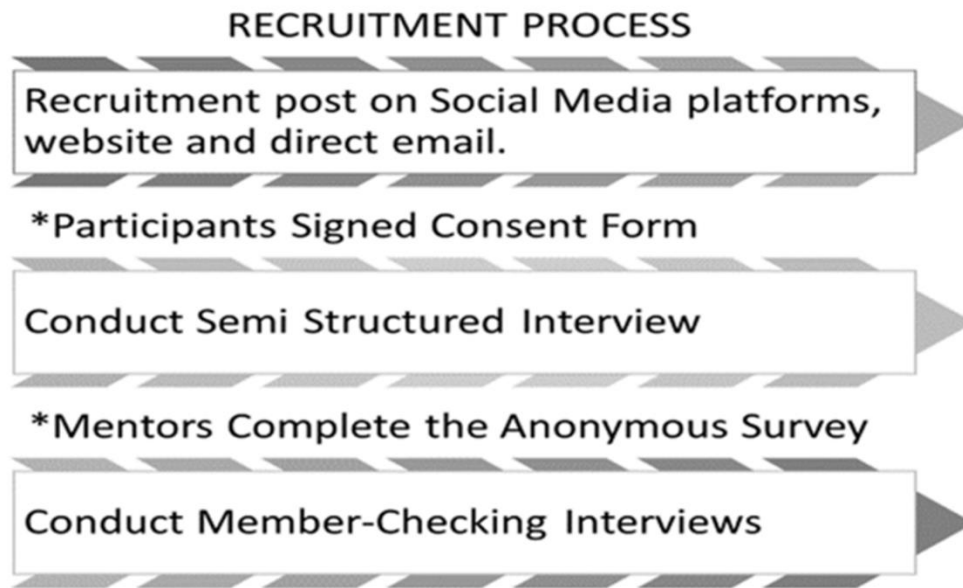 RECRUITMENT PROCESS
Recruitment post on Social Media platforms,
website and direct email.
*Participants Signed Consent Form
Conduct Semi Structured Interview
*Mentors Complete the Anonymous Survey
Conduct Member-Checking Interviews